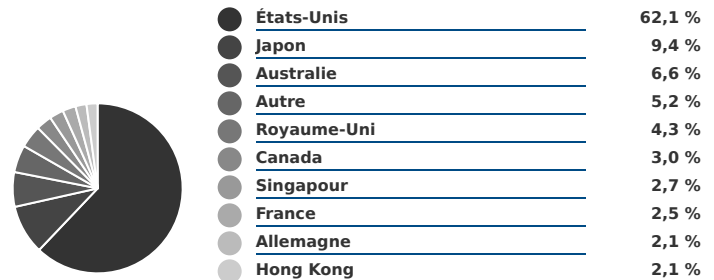 États-Unis 62,1 %
Japon 9,4 %
Australie 6,6 %
Autre 5,2 %
Royaume-Uni 4,3 %
Canada 3,0 %
Singapour 2,7 %
France 2,5 %
Allemagne 2,1 %
Hong Kong 2,1 %